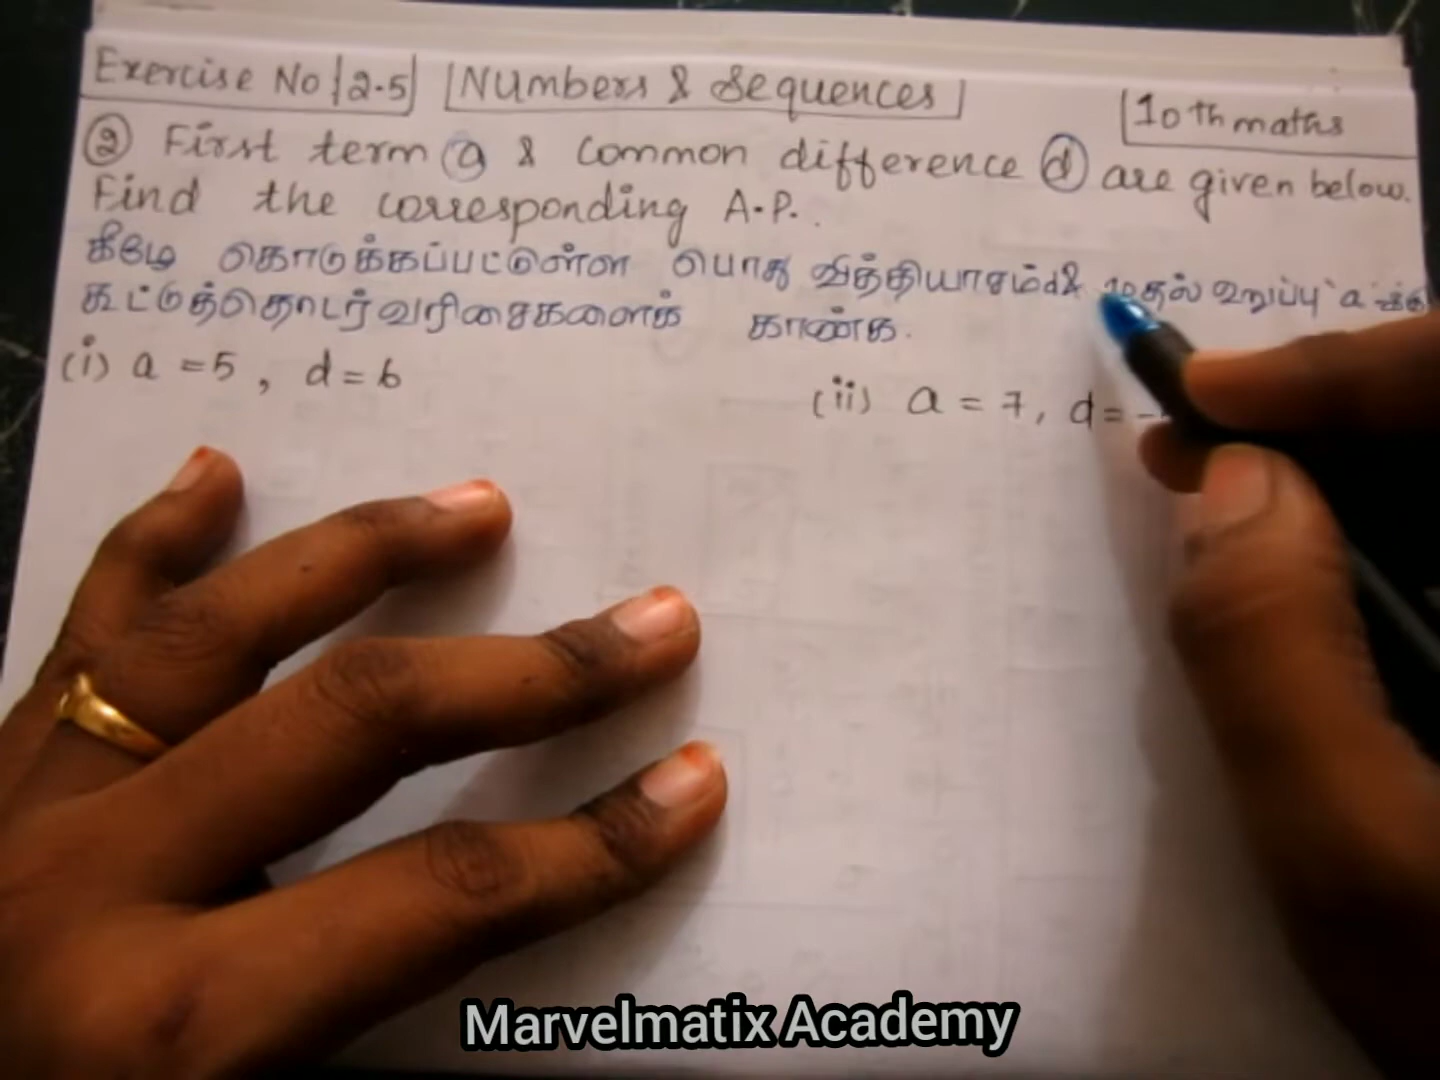 Exercise No 2.5 Numbers & Sequences 10th maths
② First term a & Common difference d are given below.
Find the corresponding A.P.
கீழே கொடுக்கப்பட்டுள்ள பொது வித்தியாசம் d & முதல் உறுப்பு 'a'
கூட்டுத்தொடர்வரிசைகளைக் காண்க.
(i) a = 5, d = 6
(ii) a = 7, d = -
Marvelmatix Academy